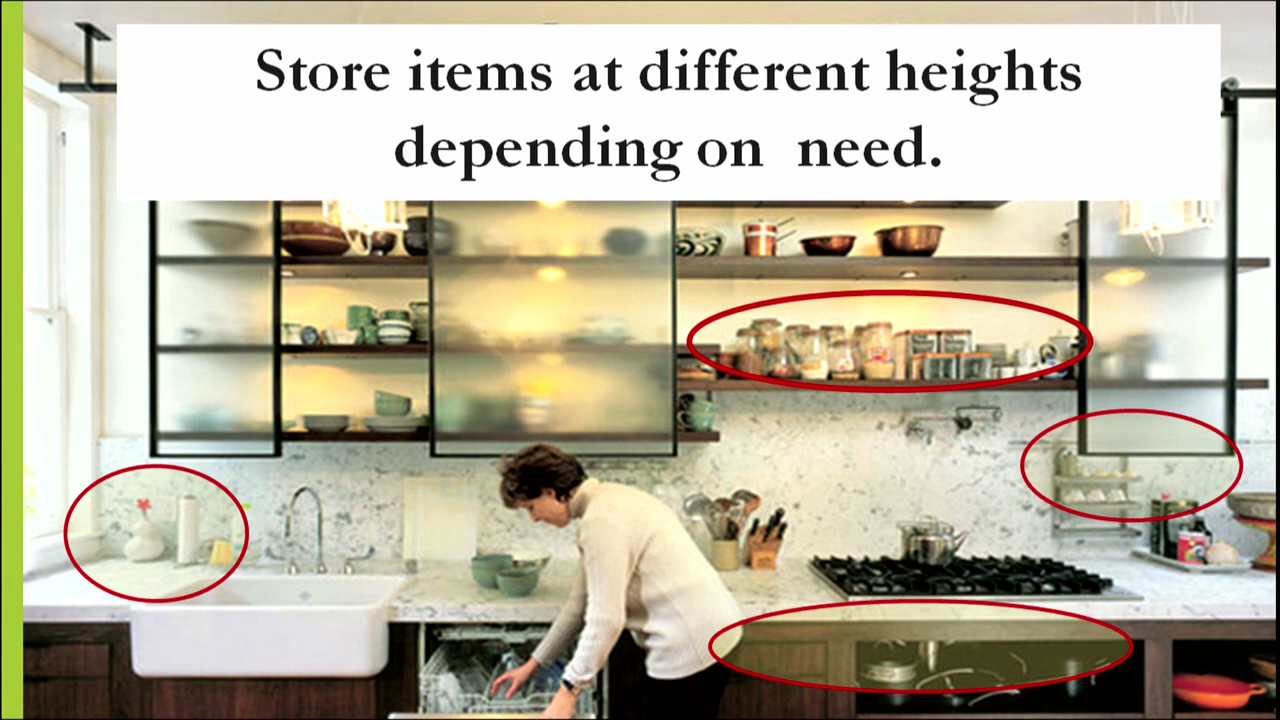 Store items at different heights
depending on  need.